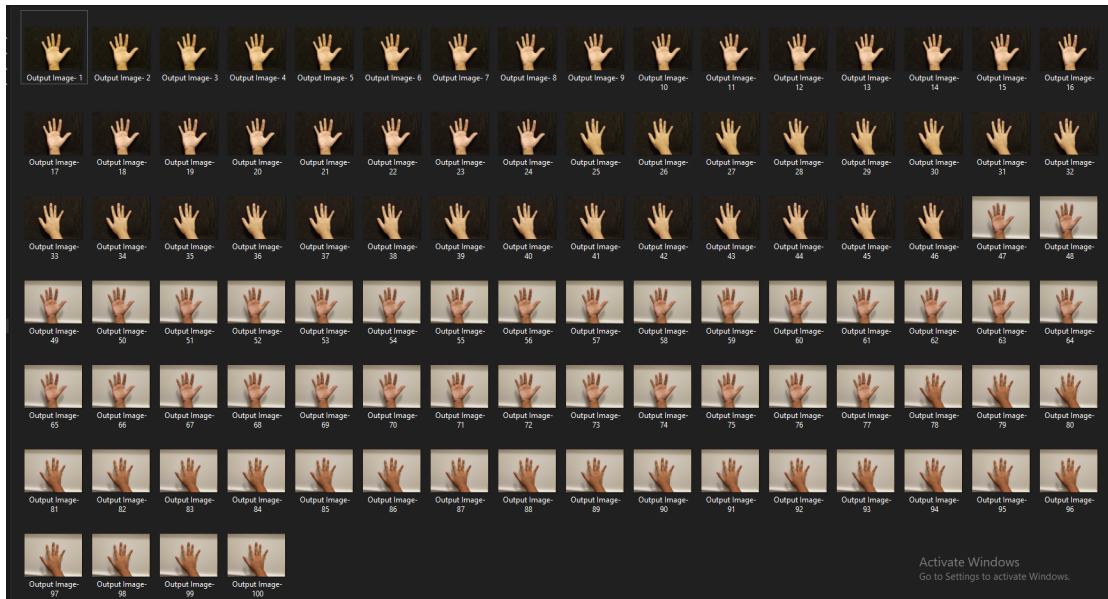 Output Image- 1 Output Image- 2 Output Image- 3 Output Image- 4 Output Image- 5 Output Image- 6 Output Image- 7 Output Image- 8 Output Image- 9 Output Image- Output Image- Output Image- Output Image- Output Image- Output Image- Output Image-
10 11 12 13 14 15 16
Output Image- Output Image- Output Image- Output Image- Output Image- Output Image- Output Image- Output Image- Output Image- Output Image- Output Image- Output Image- Output Image- Output Image- Output Image- Output Image-
17 18 19 20 21 22 23 24 25 26 27 28 29 30 31 32
Output Image- Output Image- Output Image- Output Image- Output Image- Output Image- Output Image- Output Image- Output Image- Output Image- Output Image- Output Image- Output Image- Output Image- Output Image- Output Image-
33 34 35 36 37 38 39 40 41 42 43 44 45 46 47 48
Output Image- Output Image- Output Image- Output Image- Output Image- Output Image- Output Image- Output Image- Output Image- Output Image- Output Image- Output Image- Output Image- Output Image- Output Image- Output Image-
49 50 51 52 53 54 55 56 57 58 59 60 61 62 63 64
Output Image- Output Image- Output Image- Output Image- Output Image- Output Image- Output Image- Output Image- Output Image- Output Image- Output Image- Output Image- Output Image- Output Image- Output Image- Output Image-
65 66 67 68 69 70 71 72 73 74 75 76 77 78 79 80
Output Image- Output Image- Output Image- Output Image- Output Image- Output Image- Output Image- Output Image- Output Image- Output Image- Output Image- Output Image- Output Image- Output Image- Output Image- Output Image-
81 82 83 84 85 86 87 88 89 90 91 92 93 94 95 96
Output Image- Output Image- Output Image- Output Image-
97 98 99 100
Activate Windows
Go to Settings to activate Windows.